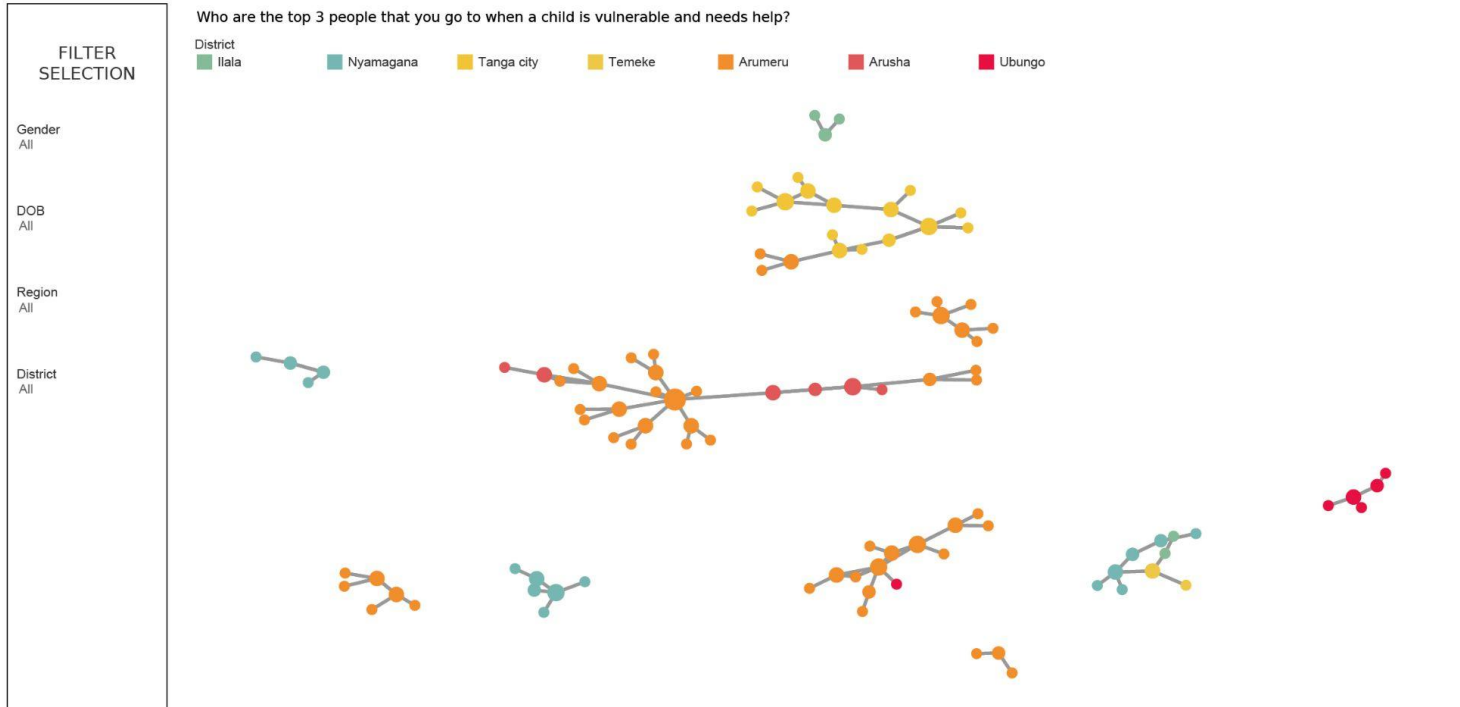 Who are the top 3 people that you go to when a child is vulnerable and needs help?
FILTER
SELECTION
Gender
All
DOB
All
Region
All
District
All
District
Ilala
Nyamagana
Tanga city
Temeke
Arumeru
Arusha
Ubungo